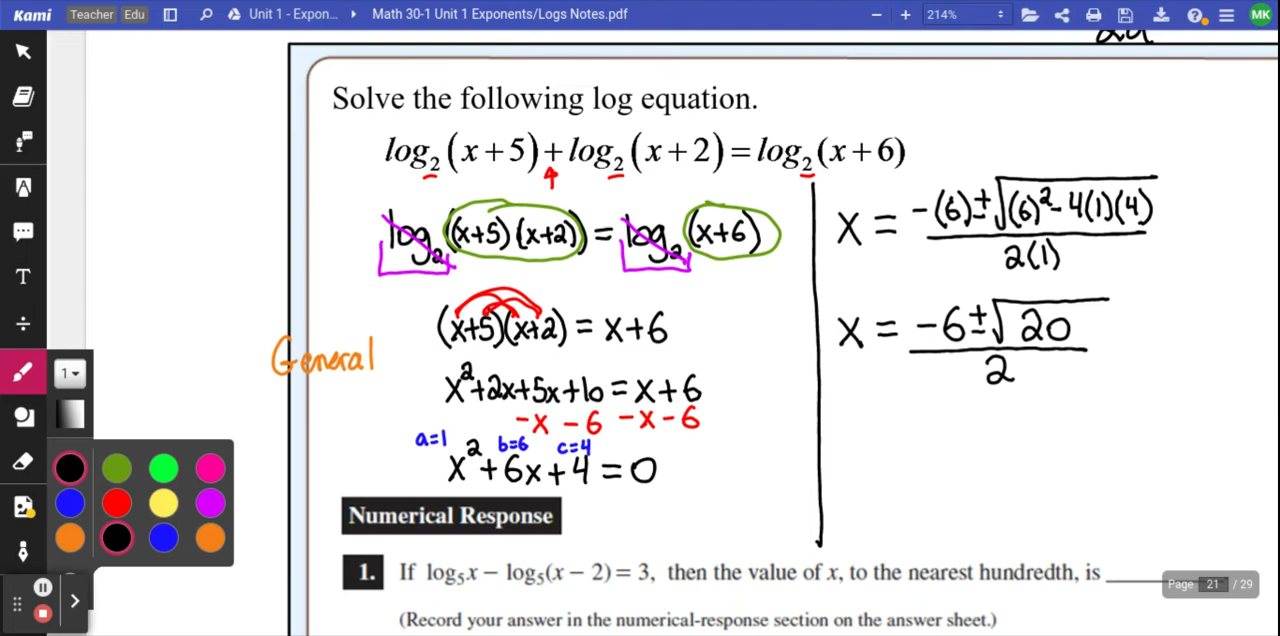 Kami Teacher Edu Unit 1 - Expon... Math 30-1 Unit 1 Exponents/Logs Notes.pdf 214% MK
Solve the following log equation.
log₂(x+5)+log₂(x+2)=log₂(x+6)
log₂(x+5)(x+2) = log₂(x+6)
(x+5)(x+2) = x+6
General
x²+2x+5x+10 = x+6
-x -6 -x -6
a=1 b=6 c=4
x²+6x+4=0
x = -(6)±√(6)²-4(1)(4)
2(1)
x = -6±√20
2
T
1
Numerical Response
1. If log₅x − log₅(x − 2) = 3, then the value of x, to the nearest hundredth, is ______
Page 21 / 29
(Record your answer in the numerical-response section on the answer sheet.)